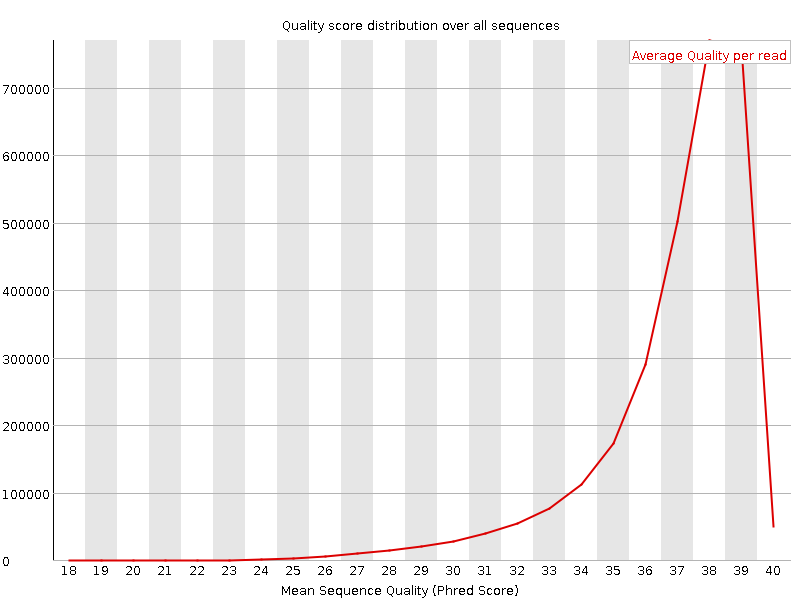 Quality score distribution over all sequences
Average Quality per read
700000
600000
500000
400000
300000
200000
100000
0
18 19 20 21 22 23 24 25 26 27 28 29 30 31 32 33 34 35 36 37 38 39 40
Mean Sequence Quality (Phred Score)